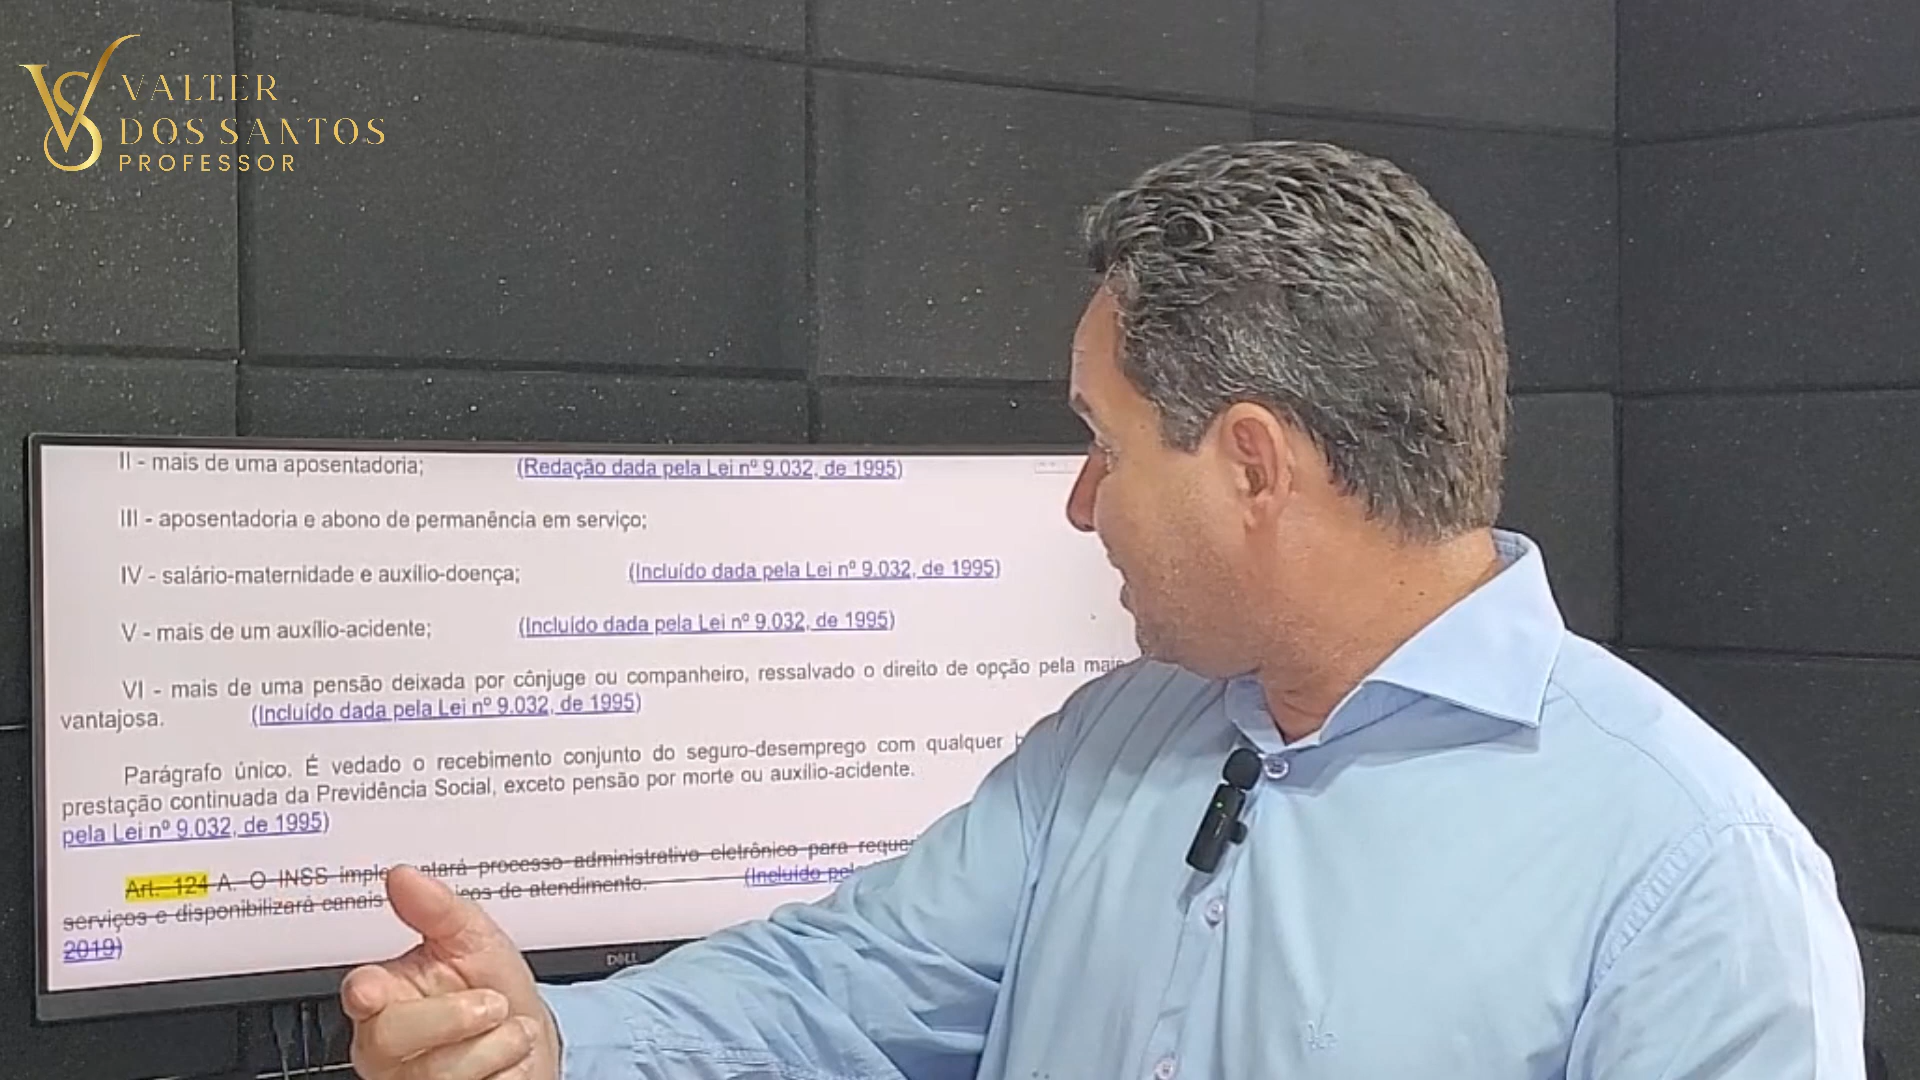 VALTER
DOS SANTOS
PROFESSOR
II - mais de uma aposentadoria; (Redação dada pela Lei nº 9.032, de 1995)
III - aposentadoria e abono de permanência em serviço;
IV - salário-maternidade e auxílio-doença; (Incluído dada pela Lei nº 9.032, de 1995)
V - mais de um auxílio-acidente; (Incluído dada pela Lei nº 9.032, de 1995)
VI - mais de uma pensão deixada por cônjuge ou companheiro, ressalvado o direito de opção pela mais
vantajosa. (Incluído dada pela Lei nº 9.032, de 1995)
Parágrafo único. É vedado o recebimento conjunto do seguro-desemprego com qualquer
prestação continuada da Previdência Social, exceto pensão por morte ou auxílio-acidente.
pela Lei nº 9.032, de 1995)
Art. 124-A. O INSS administrativo eletrônico para processo
serviços e disponibilizará canais de atendimento. (Incluído
2019)
DELL